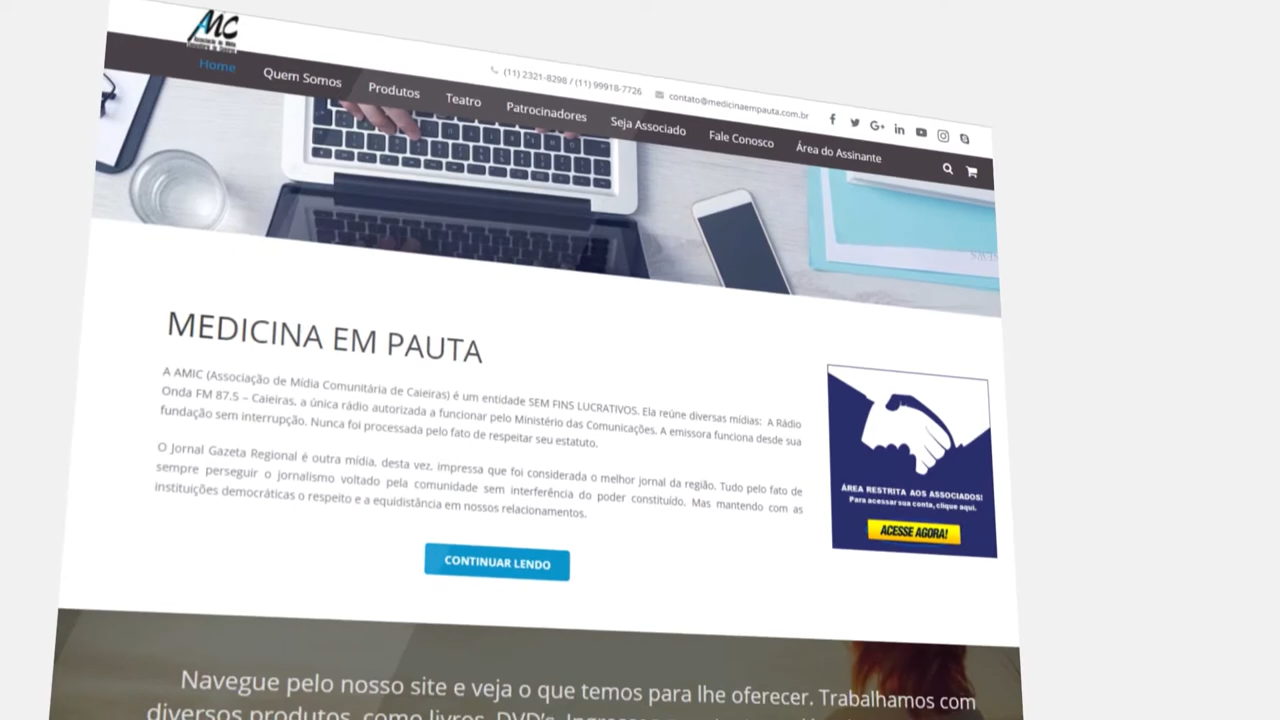 AMC
(11) 2321-8298 / (11) 99918-7726
contato@medicinaempauta.com.br
Home
Quem Somos
Produtos
Teatro
Patrocinadores
Seja Associado
Fale Conosco
Área do Assinante
MEDICINA EM PAUTA
A AMIC (Associação de Mídia Comunitária de Caieiras) é um entidade SEM FINS LUCRATIVOS. Ela reúne diversas mídias: A Rádio
Onda FM 87.5 – Caieiras, a única rádio autorizada a funcionar pelo Ministério das Comunicações. A emissora funciona desde sua
fundação sem interrupção. Nunca foi processada pelo fato de respeitar seu estatuto.
O Jornal Gazeta Regional é outra mídia, desta vez, impressa que foi considerada o melhor jornal da região. Tudo pelo fato de
sempre perseguir o jornalismo voltado pela comunidade sem interferência do poder constituído. Mas mantendo com as
instituições democráticas o respeito e a equidistância em nossos relacionamentos.
CONTINUAR LENDO
ÁREA RESTRITA AOS ASSOCIADOS!
Para acessar sua conta, clique aqui.
ACESSE AGORA!
Navegue pelo nosso site e veja o que temos para lhe oferecer. Trabalhamos com
diversos produtos, como livros, DVD's, Ingressos